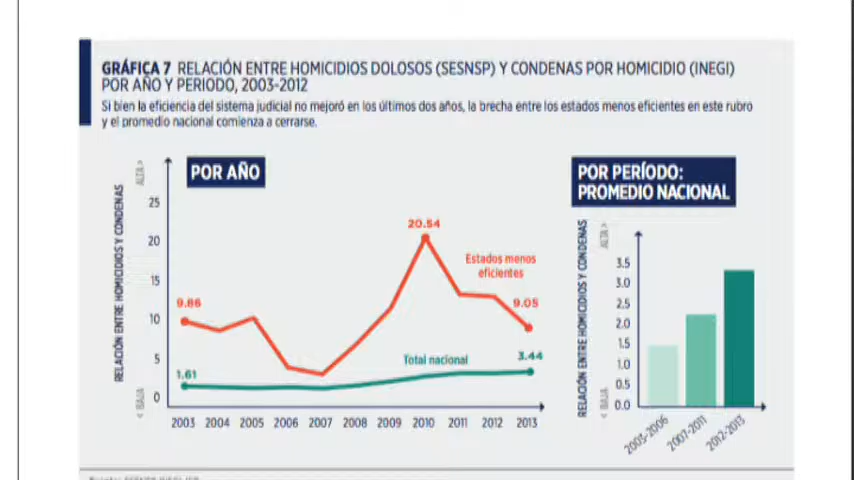 GRÁFICA 7 RELACIÓN ENTRE HOMICIDIOS DOLOSOS (SESNSP) Y CONDENAS POR HOMICIDIO (INEGI)
POR AÑO Y PERIODO, 2003-2012
Si bien la eficiencia del sistema judicial no mejoró en los últimos dos años, la brecha entre los estados menos eficientes en este rubro
y el promedio nacional comienza a cerrarse.
POR AÑO
RELACIÓN ENTRE HOMICIDIOS Y CONDENAS
ALTA >
< BAJA
25
20
15
10
5
0
9.86
20.54
Estados menos
eficientes
9.05
1.61
Total nacional
3.44
2003 2004 2005 2006 2007 2008 2009 2010 2011 2012 2013
POR PERÍODO:
PROMEDIO NACIONAL
RELACIÓN ENTRE HOMICIDIOS Y CONDENAS
ALTA >
< BAJA
3.5
3.0
2.5
2.0
1.5
1.0
0.5
0.0
2003-2006
2007-2011
2012-2013